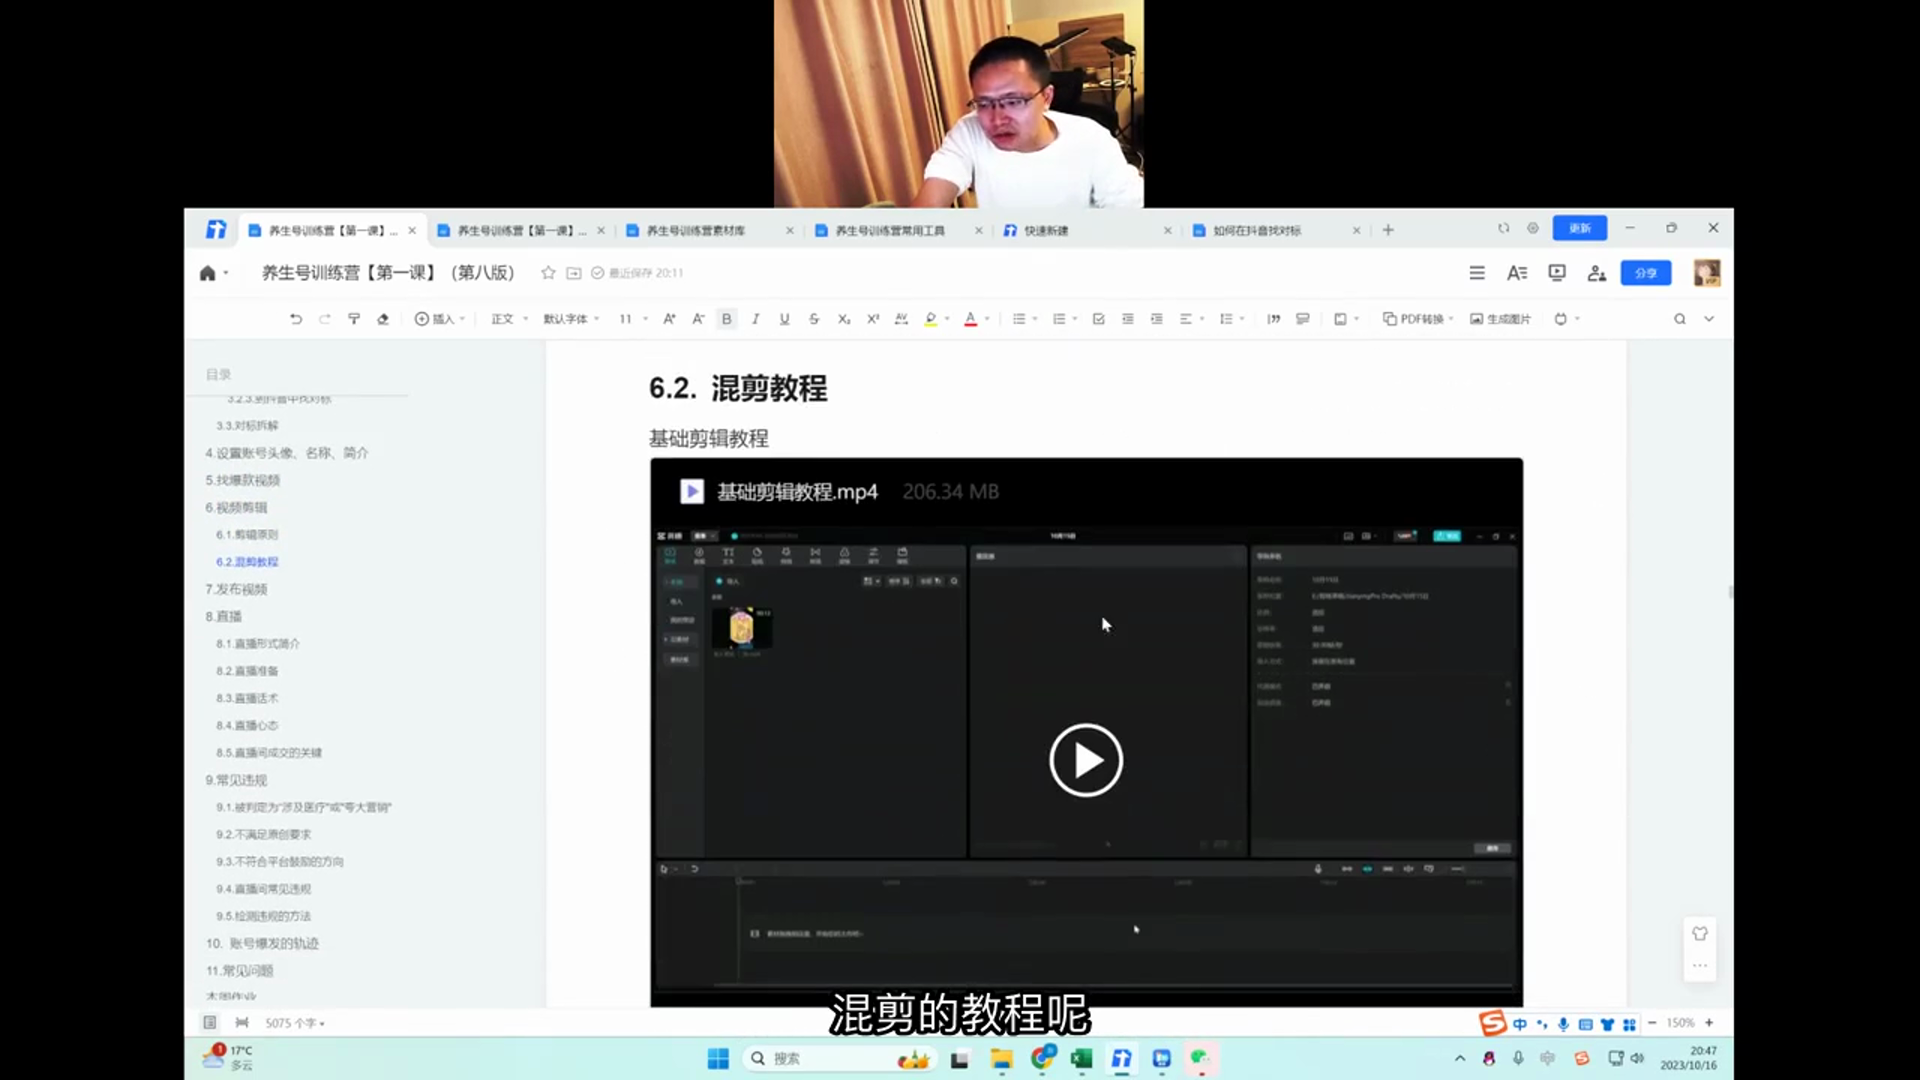 养生号训练营【第一课】...
养生号训练营【第一课】...
养生号训练营素材库
养生号训练营常用工具
快速新建
如何在抖音找对标
更新
养生号训练营【第一课】（第八版）
最近保存 20:11
分享
插入
正文
默认字体
11
PDF转换
生成图片
目录
3.2.3.到抖音中找对标
3.3.对标拆解
4.设置账号头像、名称、简介
5.找爆款视频
6.视频剪辑
6.1.剪辑原则
6.2.混剪教程
7.发布视频
8.直播
8.1.直播形式简介
8.2.直播准备
8.3.直播话术
8.4.直播心态
8.5.直播间成交的关键
9.常见违规
9.1.被判定为"涉及医疗"或"夸大营销"
9.2.不满足原创要求
9.3.不符合平台鼓励的方向
9.4.直播间常见违规
9.5.检测违规的方法
10. 账号爆发的轨迹
11.常见问题
本周作业
6.2. 混剪教程
基础剪辑教程
基础剪辑教程.mp4 206.34 MB
混剪的教程呢
5075 个字
中
150%
1
17°C
多云
搜索
20:47
2023/10/16